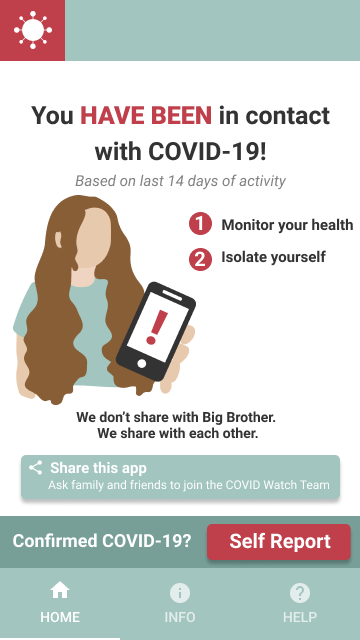 You HAVE BEEN in contact
with COVID-19!
Based on last 14 days of activity
1 Monitor your health
2 Isolate yourself
!
We don't share with Big Brother.
We share with each other.
Share this app
Ask family and friends to join the COVID Watch Team
Confirmed COVID-19? Self Report
HOME INFO HELP